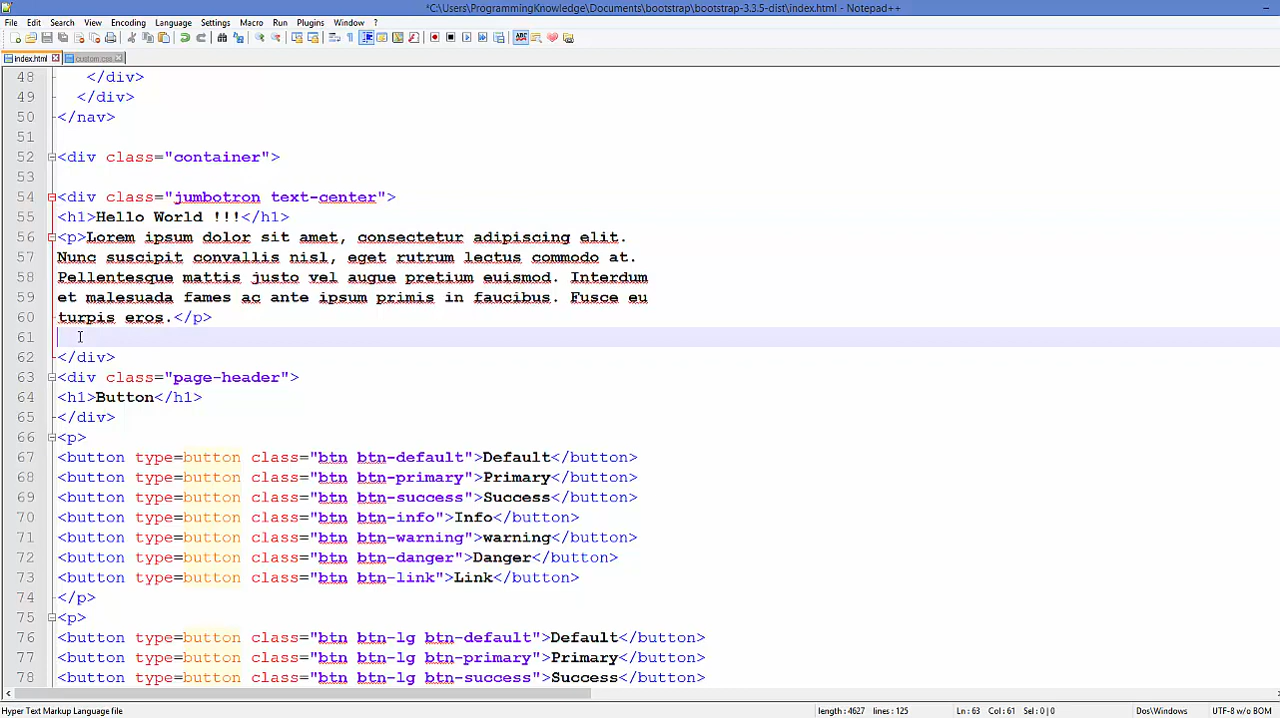 *C:\Users\ProgrammingKnowledge\Documents\bootstrap\bootstrap-3.3.5-dist\index.html - Notepad++
File Edit Search View Encoding Language Settings Macro Run Plugins Window ?
index.html custom.css
48 </div>
49 </div>
50 </nav>
51
52 <div class="container">
53
54 <div class="jumbotron text-center">
55 <h1>Hello World !!!</h1>
56 <p>Lorem ipsum dolor sit amet, consectetur adipiscing elit.
57 Nunc suscipit convallis nisl, eget rutrum lectus commodo at.
58 Pellentesque mattis justo vel augue pretium euismod. Interdum
59 et malesuada fames ac ante ipsum primis in faucibus. Fusce eu
60 turpis eros.</p>
61
62 </div>
63 <div class="page-header">
64 <h1>Button</h1>
65 </div>
66 <p>
67 <button type=button class="btn btn-default">Default</button>
68 <button type=button class="btn btn-primary">Primary</button>
69 <button type=button class="btn btn-success">Success</button>
70 <button type=button class="btn btn-info">Info</button>
71 <button type=button class="btn btn-warning">warning</button>
72 <button type=button class="btn btn-danger">Danger</button>
73 <button type=button class="btn btn-link">Link</button>
74 </p>
75 <p>
76 <button type=button class="btn btn-lg btn-default">Default</button>
77 <button type=button class="btn btn-lg btn-primary">Primary</button>
78 <button type=button class="btn btn-lg btn-success">Success</button>
Hyper Text Markup Language file length : 4627 lines : 125 Ln : 63 Col : 61 Sel : 0 | 0 Dos\Windows UTF-8 w/o BOM